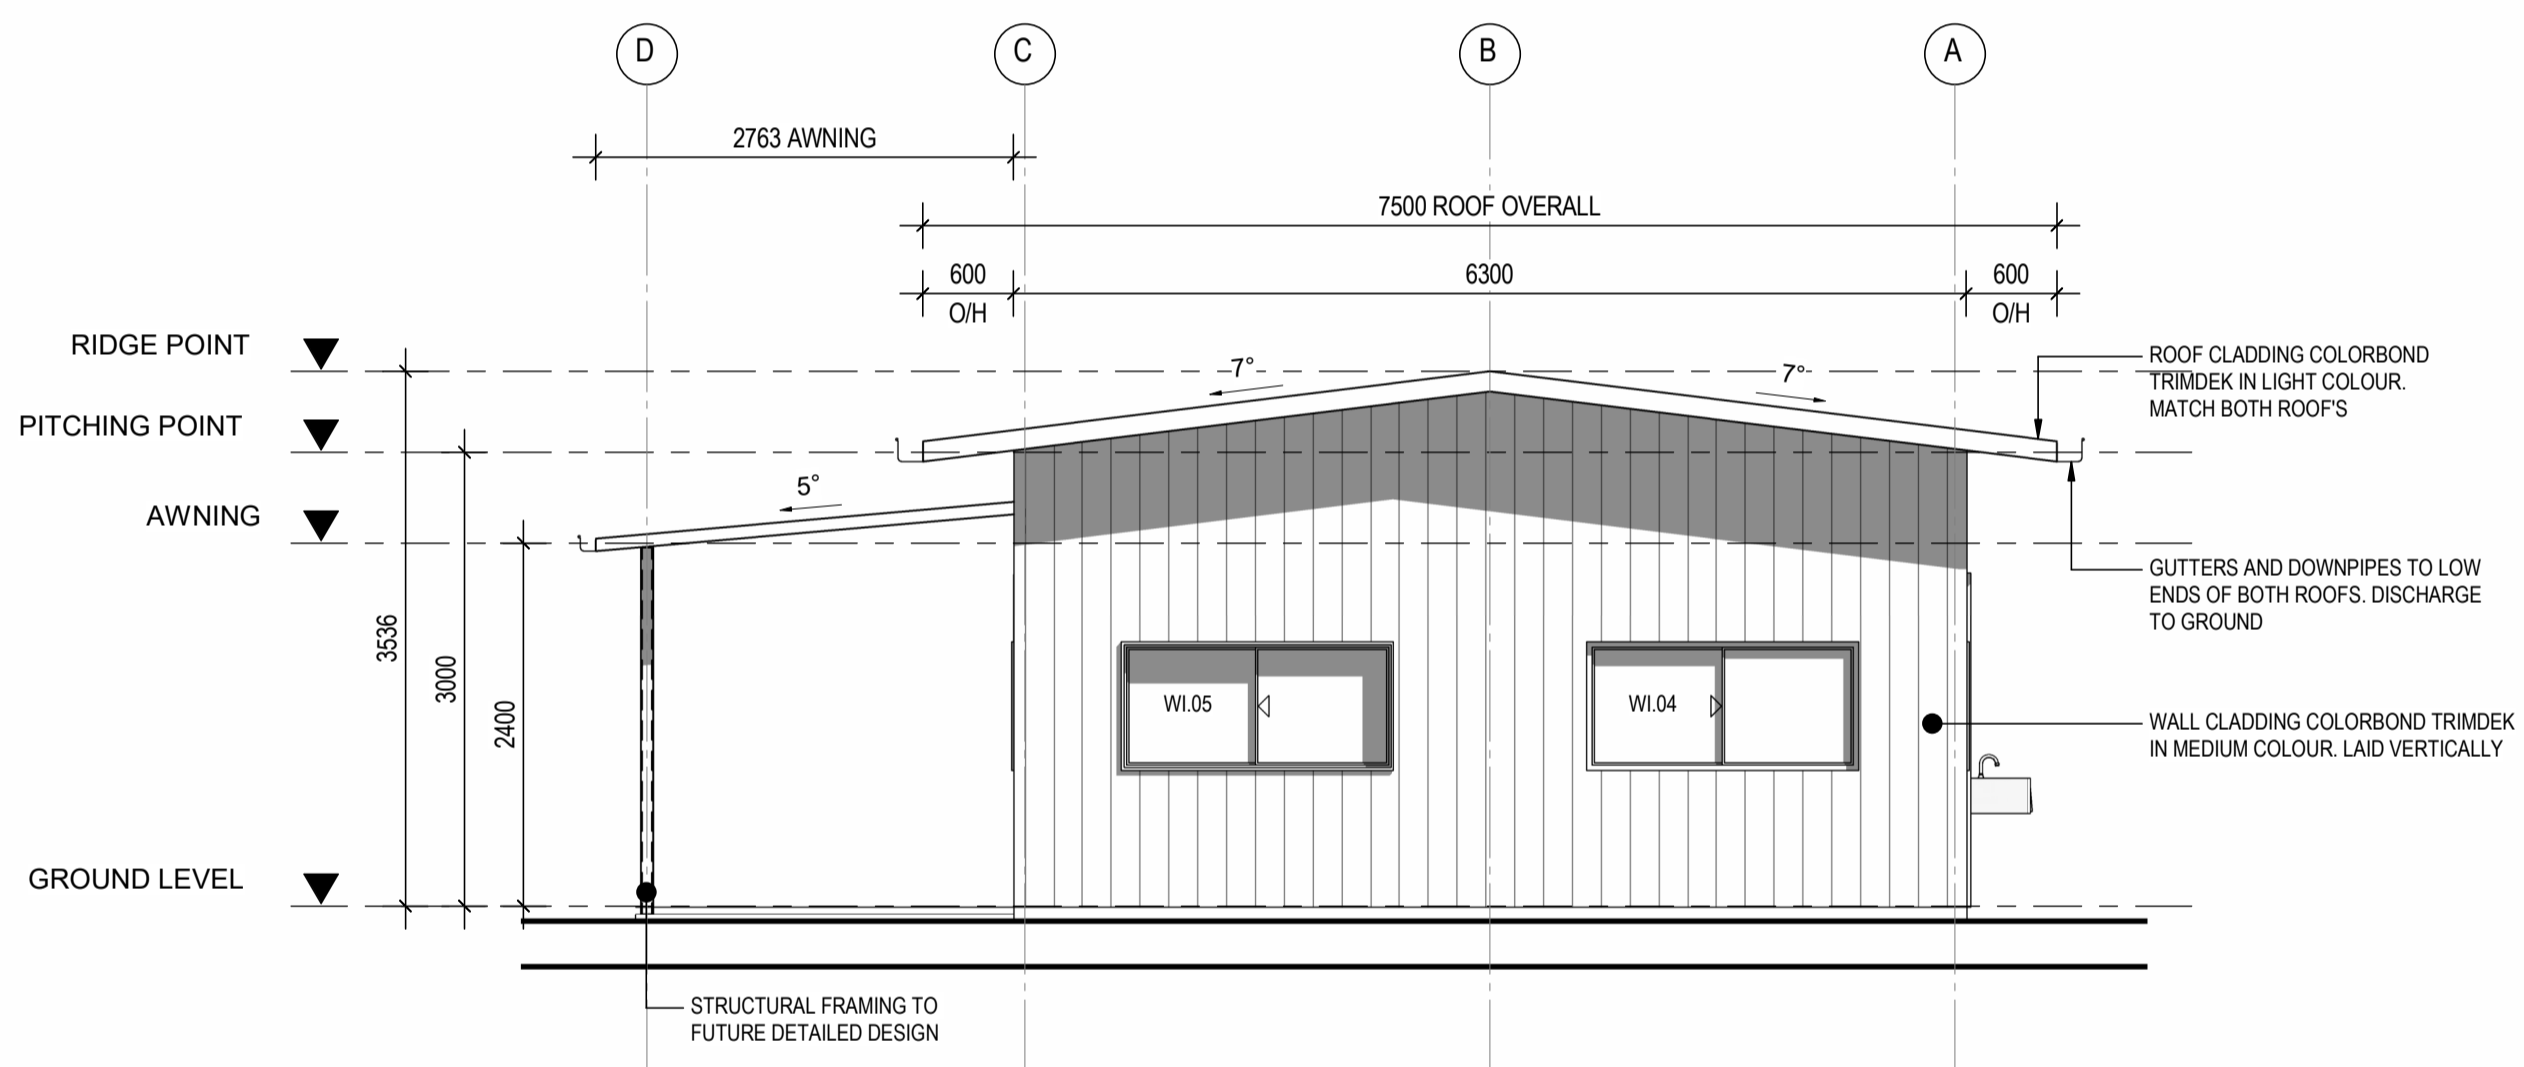 D
C
B
A
2763 AWNING
7500 ROOF OVERALL
600
6300
600
O/H
O/H
RIDGE POINT
7°
7°
ROOF CLADDING COLORBOND
TRIMDEK IN LIGHT COLOUR.
MATCH BOTH ROOF'S
PITCHING POINT
5°
AWNING
GUTTERS AND DOWNPIPES TO LOW
ENDS OF BOTH ROOFS. DISCHARGE
TO GROUND
3536
3000
2400
WI.05
WI.04
WALL CLADDING COLORBOND TRIMDEK
IN MEDIUM COLOUR. LAID VERTICALLY
GROUND LEVEL
STRUCTURAL FRAMING TO
FUTURE DETAILED DESIGN